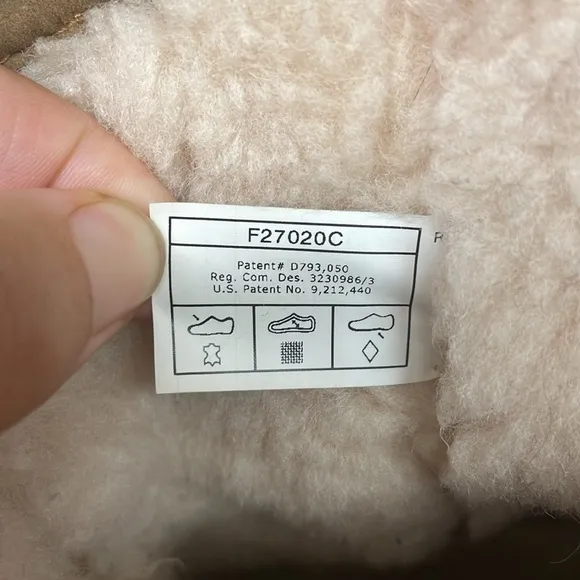 F27020C
Patent# D793,050
Reg. Com. Des. 3230986/3
U.S. Patent No. 9,212,440